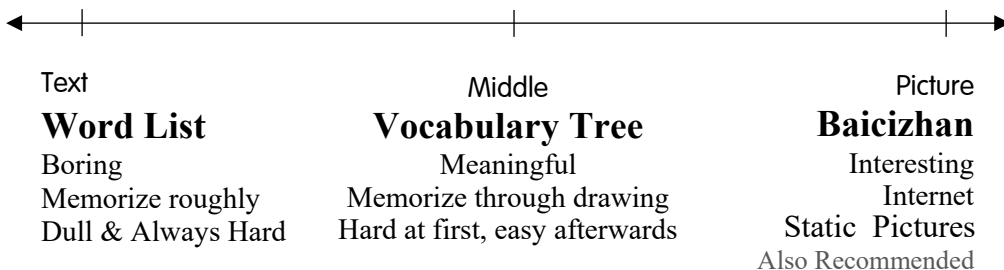 Text
Word List
Boring
Memorize roughly
Dull & Always Hard
Middle
Vocabulary Tree
Meaningful
Memorize through drawing
Hard at first, easy afterwards
Picture
Baicizhan
Interesting
Internet
Static Pictures
Also Recommended